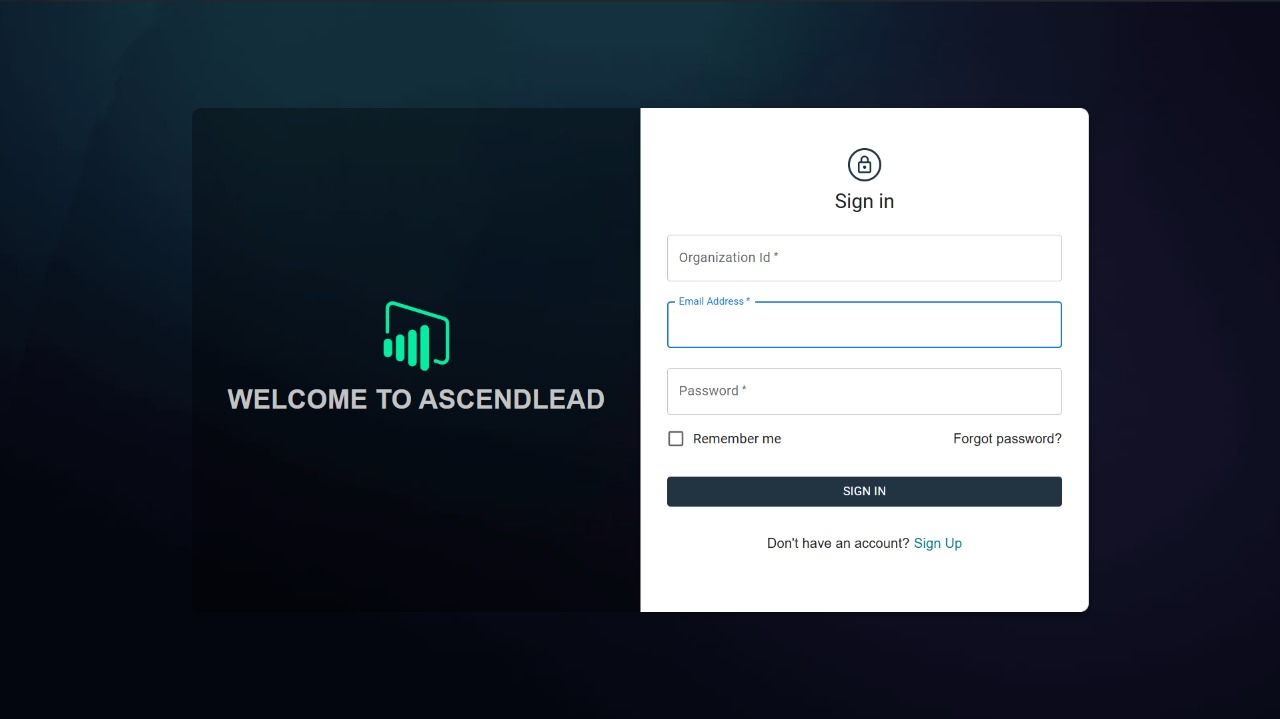 WELCOME TO ASCENDLEAD
Sign in
Organization Id *
Email Address *
Password *
Remember me
Forgot password?
SIGN IN
Don't have an account? Sign Up